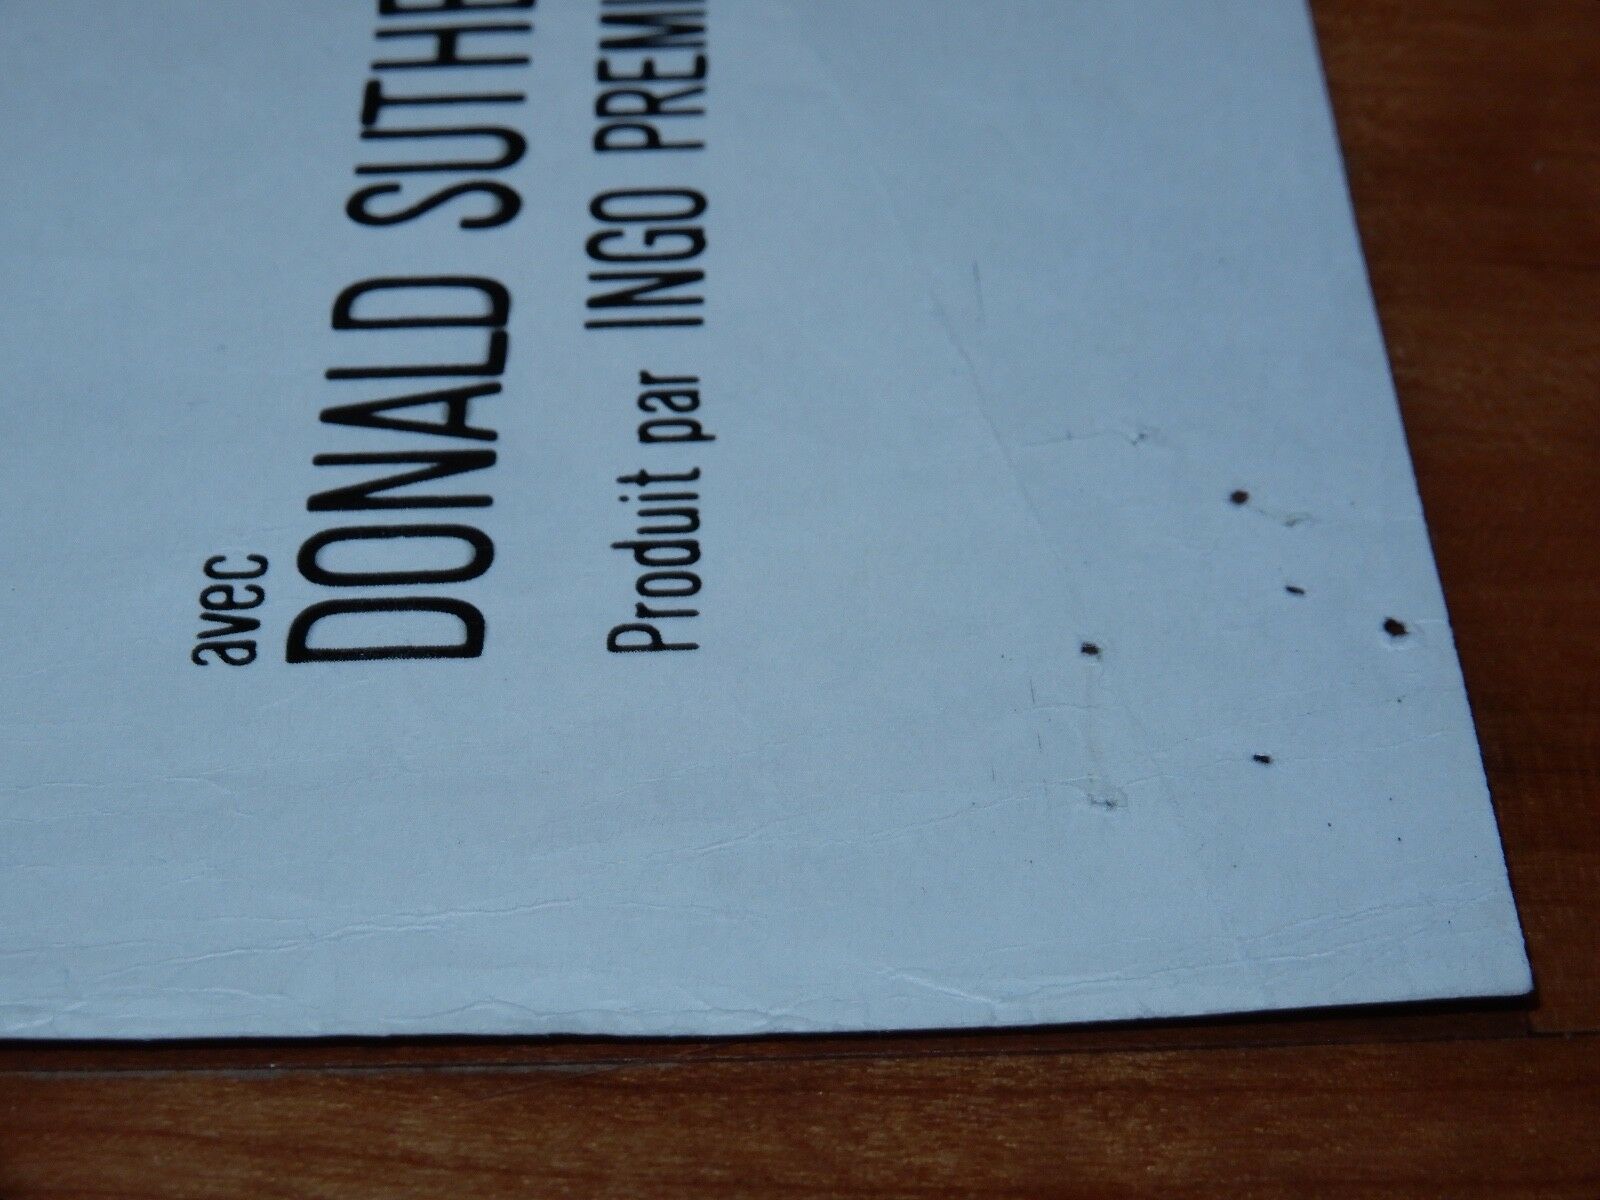 avec
DONALD SUTHE
Produit par INGO PREMI